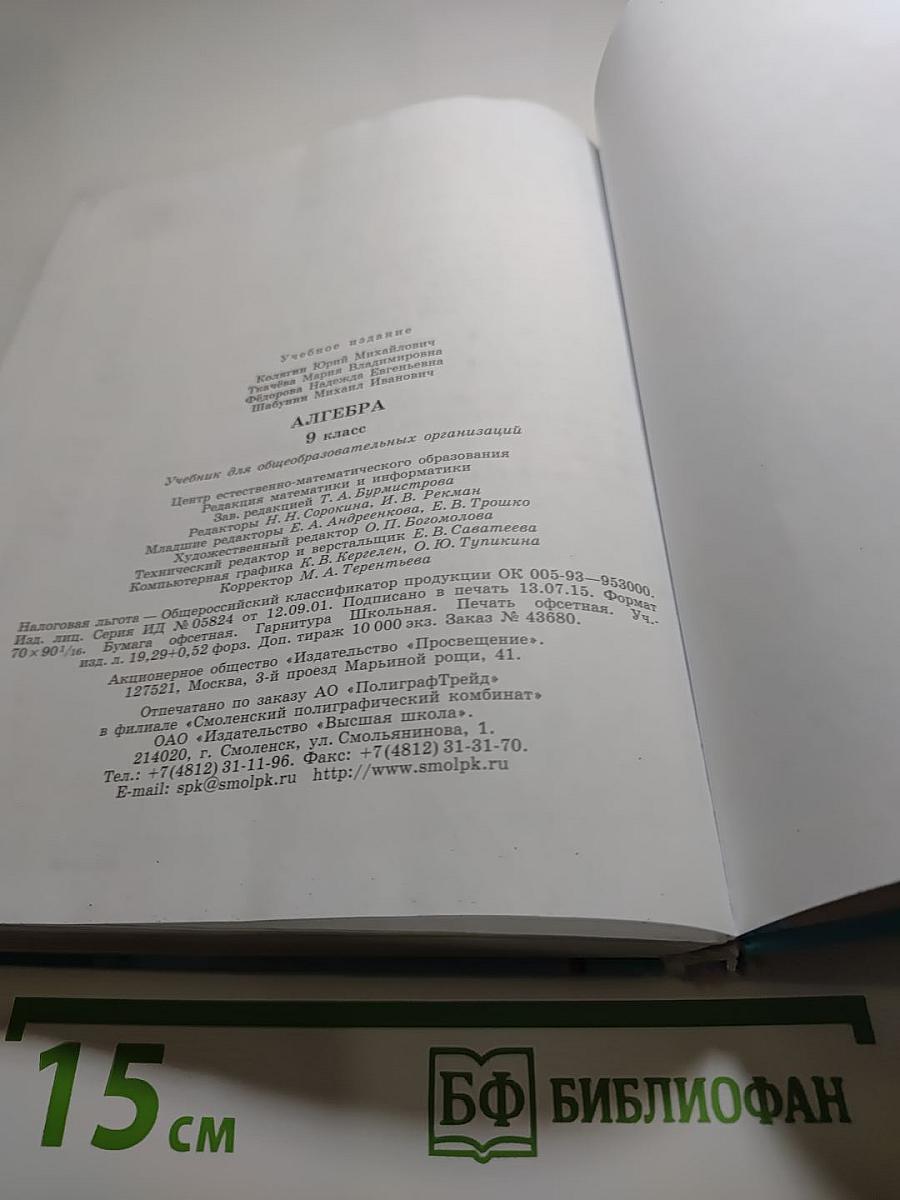 Учебное издание
Колягин Юрий Михайлович
Ткачёва Мария Владимировна
Фёдорова Надежда Евгеньевна
Шабунин Михаил Иванович
АЛГЕБРА
9 класс
Учебник для общеобразовательных организаций
Центр естественно-математического образования
Редакция математики и информатики
Зав. редакцией Т. А. Бурмистрова
Редакторы Н. Н. Сорокина, И. В. Рекман
Младшие редакторы Е. А. Андреенкова, Е. В. Трошко
Художественный редактор О. П. Богомолова
Технический редактор и верстальщик Е. В. Саватеева
Компьютерная графика К. В. Кергелен, О. Ю. Тупикина
Корректор М. А. Терентьева
Налоговая льгота — Общероссийский классификатор продукции ОК 005-93—953000.
Изд. лиц. Серия ИД № 05824 от 12.09.01. Подписано в печать 13.07.15. Формат
70×90 1/16. Бумага офсетная. Гарнитура Школьная. Печать офсетная. Уч.-
изд. л. 19,29+0,52 форз. Доп. тираж 10 000 экз. Заказ № 43680.
Акционерное общество «Издательство «Просвещение».
127521, Москва, 3-й проезд Марьиной рощи, 41.
Отпечатано по заказу АО «ПолиграфТрейд»
в филиале «Смоленский полиграфический комбинат»
ОАО «Издательство «Высшая школа».
214020, г. Смоленск, ул. Смольянинова, 1.
Тел.: +7(4812) 31-11-96. Факс: +7(4812) 31-31-70.
E-mail: spk@smolpk.ru http://www.smolpk.ru
15 см
БФ БИБЛИОФАН